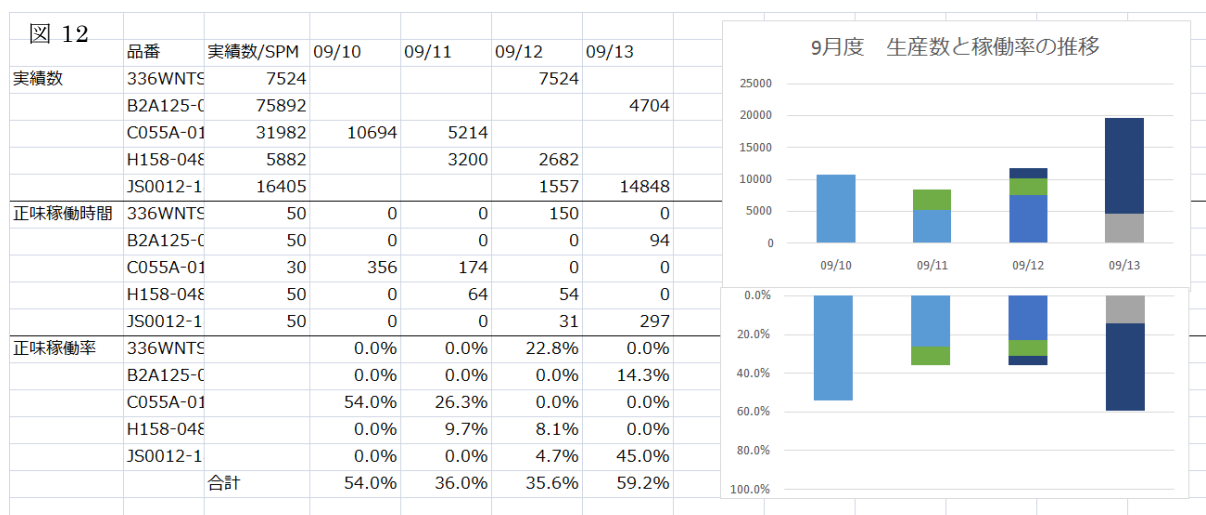 図 12
品番 実績数/SPM 09/10 09/11 09/12 09/13
実績数 336WNTS 7524 7524
B2A125-0 75892 4704
C055A-01 31982 10694 5214
H158-048 5882 3200 2682
JS0012-1 16405 1557 14848
正味稼働時間 336WNTS 50 0 0 150 0
B2A125-0 50 0 0 0 94
C055A-01 30 356 174 0 0
H158-048 50 0 64 54 0
JS0012-1 50 0 0 31 297
正味稼働率 336WNTS 0.0% 0.0% 22.8% 0.0%
B2A125-0 0.0% 0.0% 0.0% 14.3%
C055A-01 54.0% 26.3% 0.0% 0.0%
H158-048 0.0% 9.7% 8.1% 0.0%
JS0012-1 0.0% 0.0% 4.7% 45.0%
合計 54.0% 36.0% 35.6% 59.2%
9月度 生産数と稼働率の推移
25000
20000
15000
10000
5000
0
09/10 09/11 09/12 09/13
0.0%
20.0%
40.0%
60.0%
80.0%
100.0%